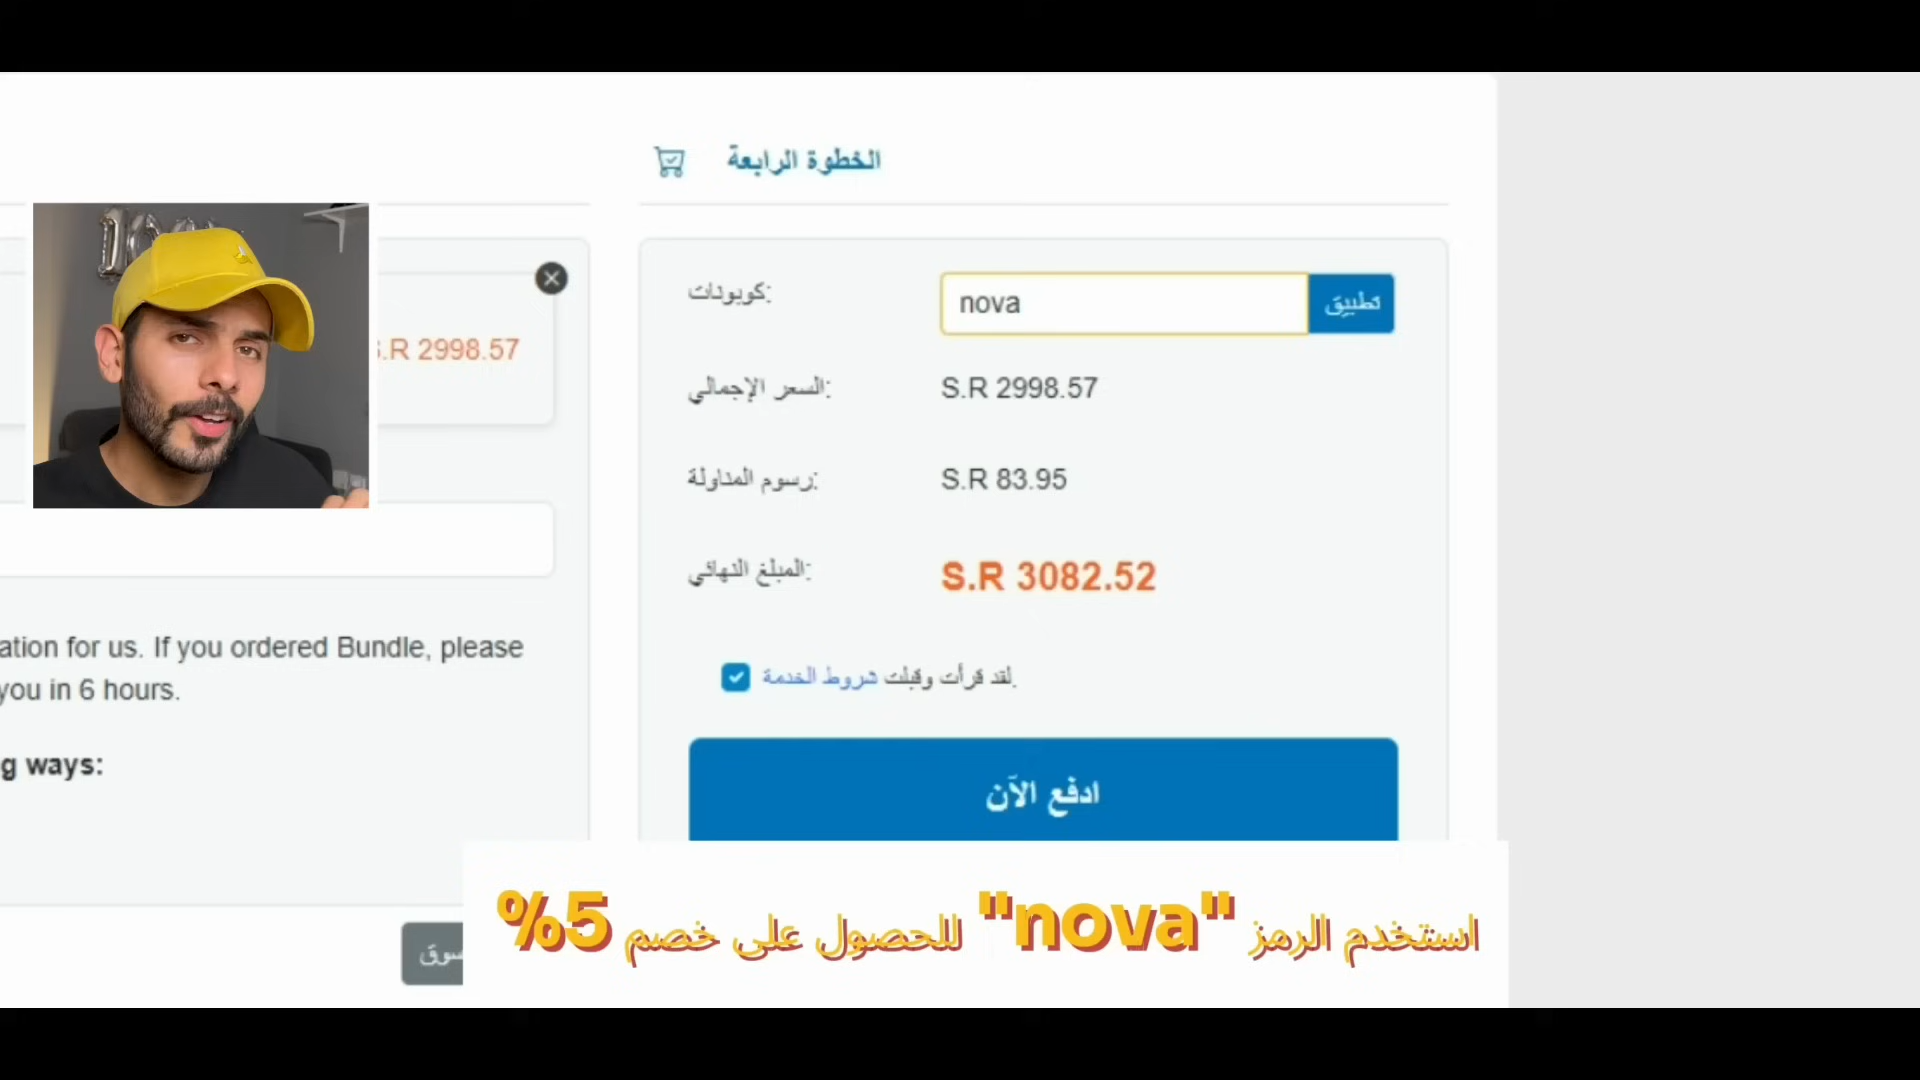 الخطوة الرابعة
S.R 2998.57
كوبونات:
nova
تطبيق
السعر الإجمالي:
S.R 2998.57
رسوم المناولة:
S.R 83.95
المبلغ النهائي:
S.R 3082.52
لقد قرأت وقبلت شروط الخدمة.
ation for us. If you ordered Bundle, please
you in 6 hours.
g ways:
ادفع الآن
استخدم الرمز "nova" للحصول على خصم 5%